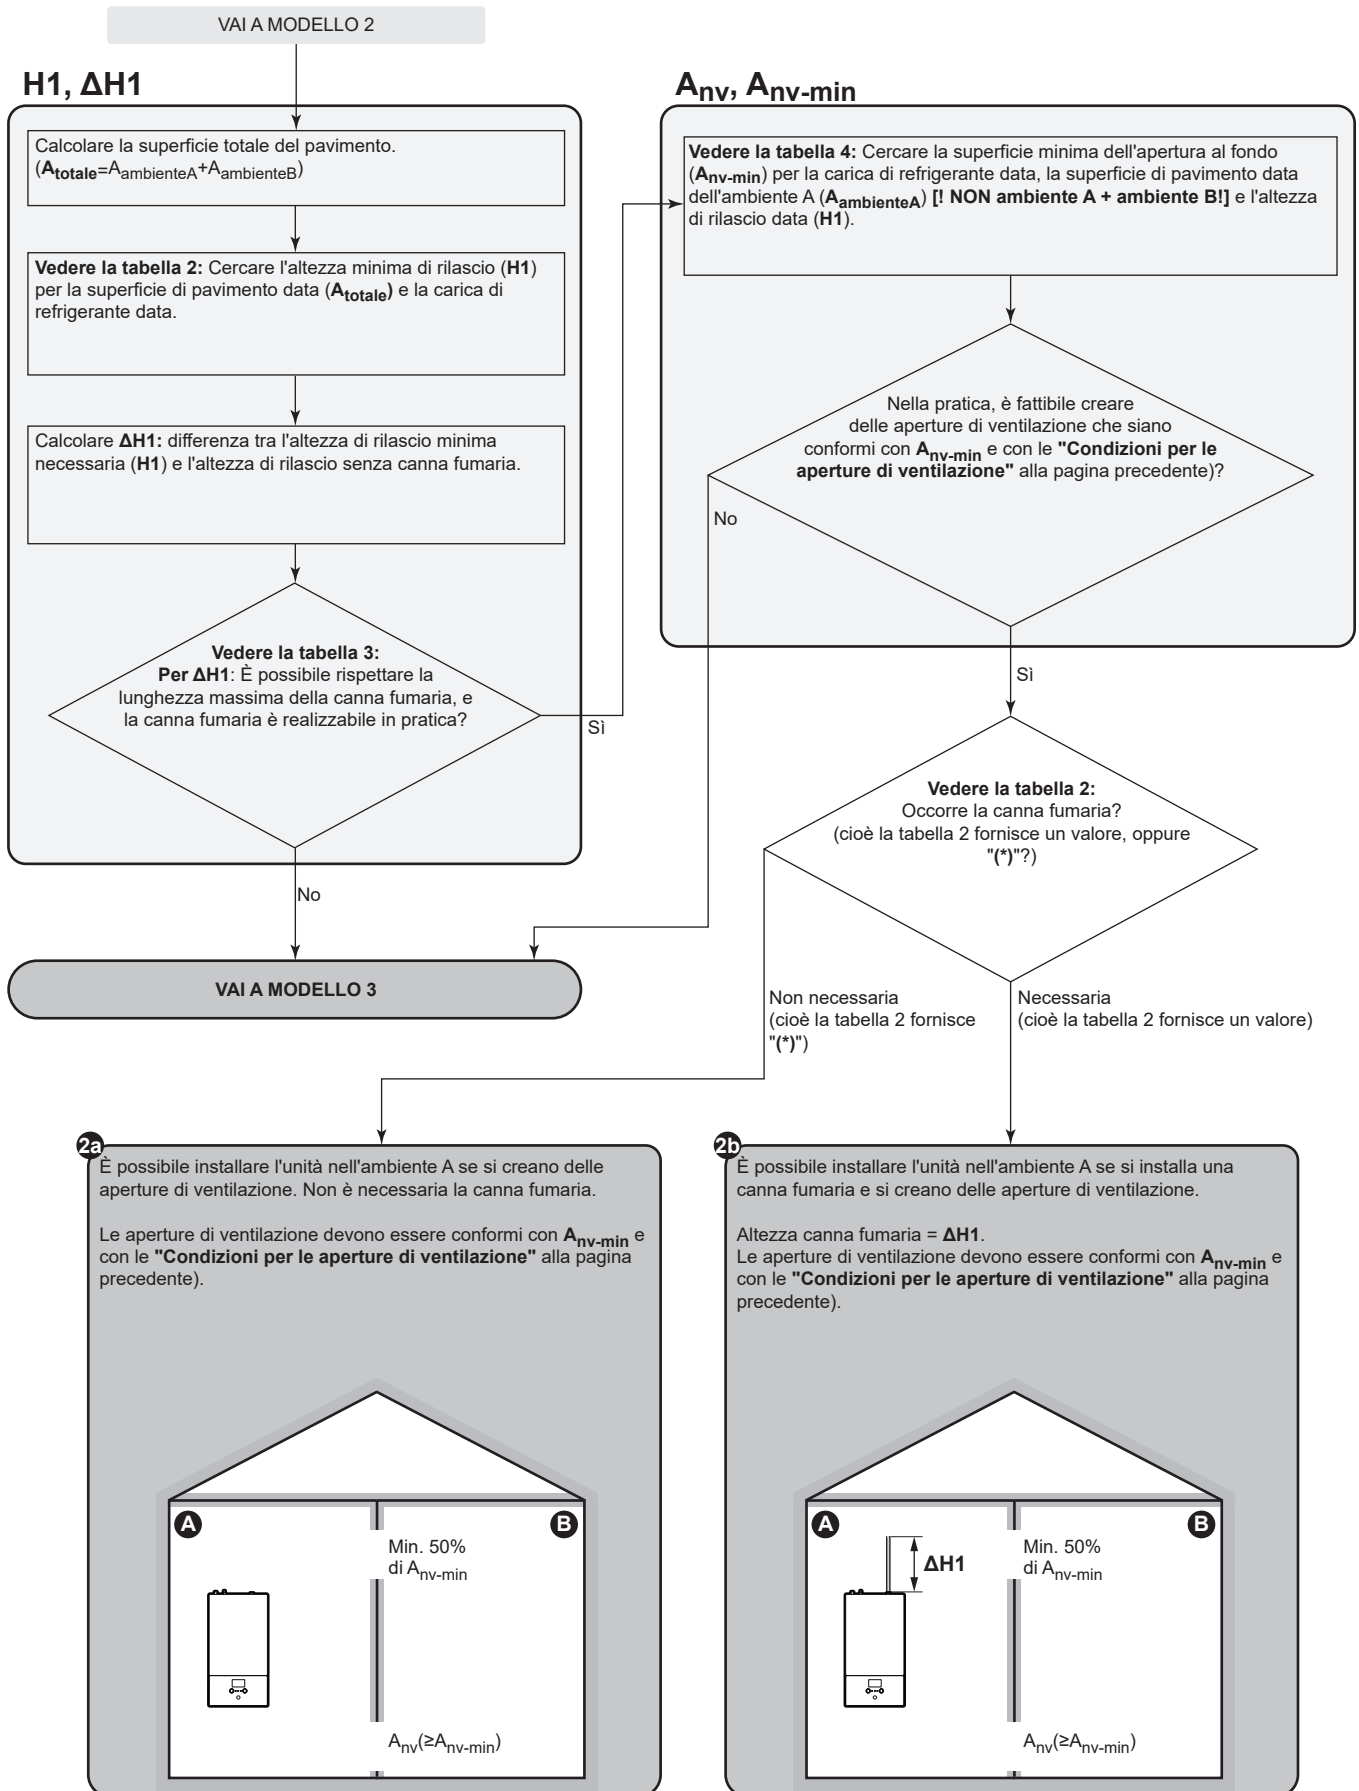 VAI A MODELLO 2
H1, ΔH1
Calcolare la superficie totale del pavimento.
(Atotale=AambienteA+AambienteB)
Vedere la tabella 2: Cercare l'altezza minima di rilascio (H1)
per la superficie di pavimento data (Atotale) e la carica di
refrigerante data.
Calcolare ΔH1: differenza tra l'altezza di rilascio minima
necessaria (H1) e l'altezza di rilascio senza canna fumaria.
Vedere la tabella 3:
Per ΔH1: È possibile rispettare la
lunghezza massima della canna fumaria, e
la canna fumaria è realizzabile in pratica?
Sì
No
VAI A MODELLO 3
Anv, Anv-min
Vedere la tabella 4: Cercare la superficie minima dell'apertura al fondo
(Anv-min) per la carica di refrigerante data, la superficie di pavimento data
dell'ambiente A (AambienteA) [! NON ambiente A + ambiente B!] e l'altezza
di rilascio data (H1).
Nella pratica, è fattibile creare
delle aperture di ventilazione che siano
conformi con Anv-min e con le "Condizioni per le
aperture di ventilazione" alla pagina precedente)?
No
Sì
Vedere la tabella 2:
Occorre la canna fumaria?
(cioè la tabella 2 fornisce un valore, oppure
"(*)"?)
Non necessaria
(cioè la tabella 2 fornisce
"(*)")
Necessaria
(cioè la tabella 2 fornisce un valore)
2a
È possibile installare l'unità nell'ambiente A se si creano delle
aperture di ventilazione. Non è necessaria la canna fumaria.
Le aperture di ventilazione devono essere conformi con Anv-min e
con le "Condizioni per le aperture di ventilazione" alla pagina
precedente).
A
B
Min. 50%
di Anv-min
Anv(≥Anv-min)
2b
È possibile installare l'unità nell'ambiente A se si installa una
canna fumaria e si creano delle aperture di ventilazione.
Altezza canna fumaria = ΔH1.
Le aperture di ventilazione devono essere conformi con Anv-min e
con le "Condizioni per le aperture di ventilazione" alla pagina
precedente).
A
B
ΔH1
Min. 50%
di Anv-min
Anv(≥Anv-min)